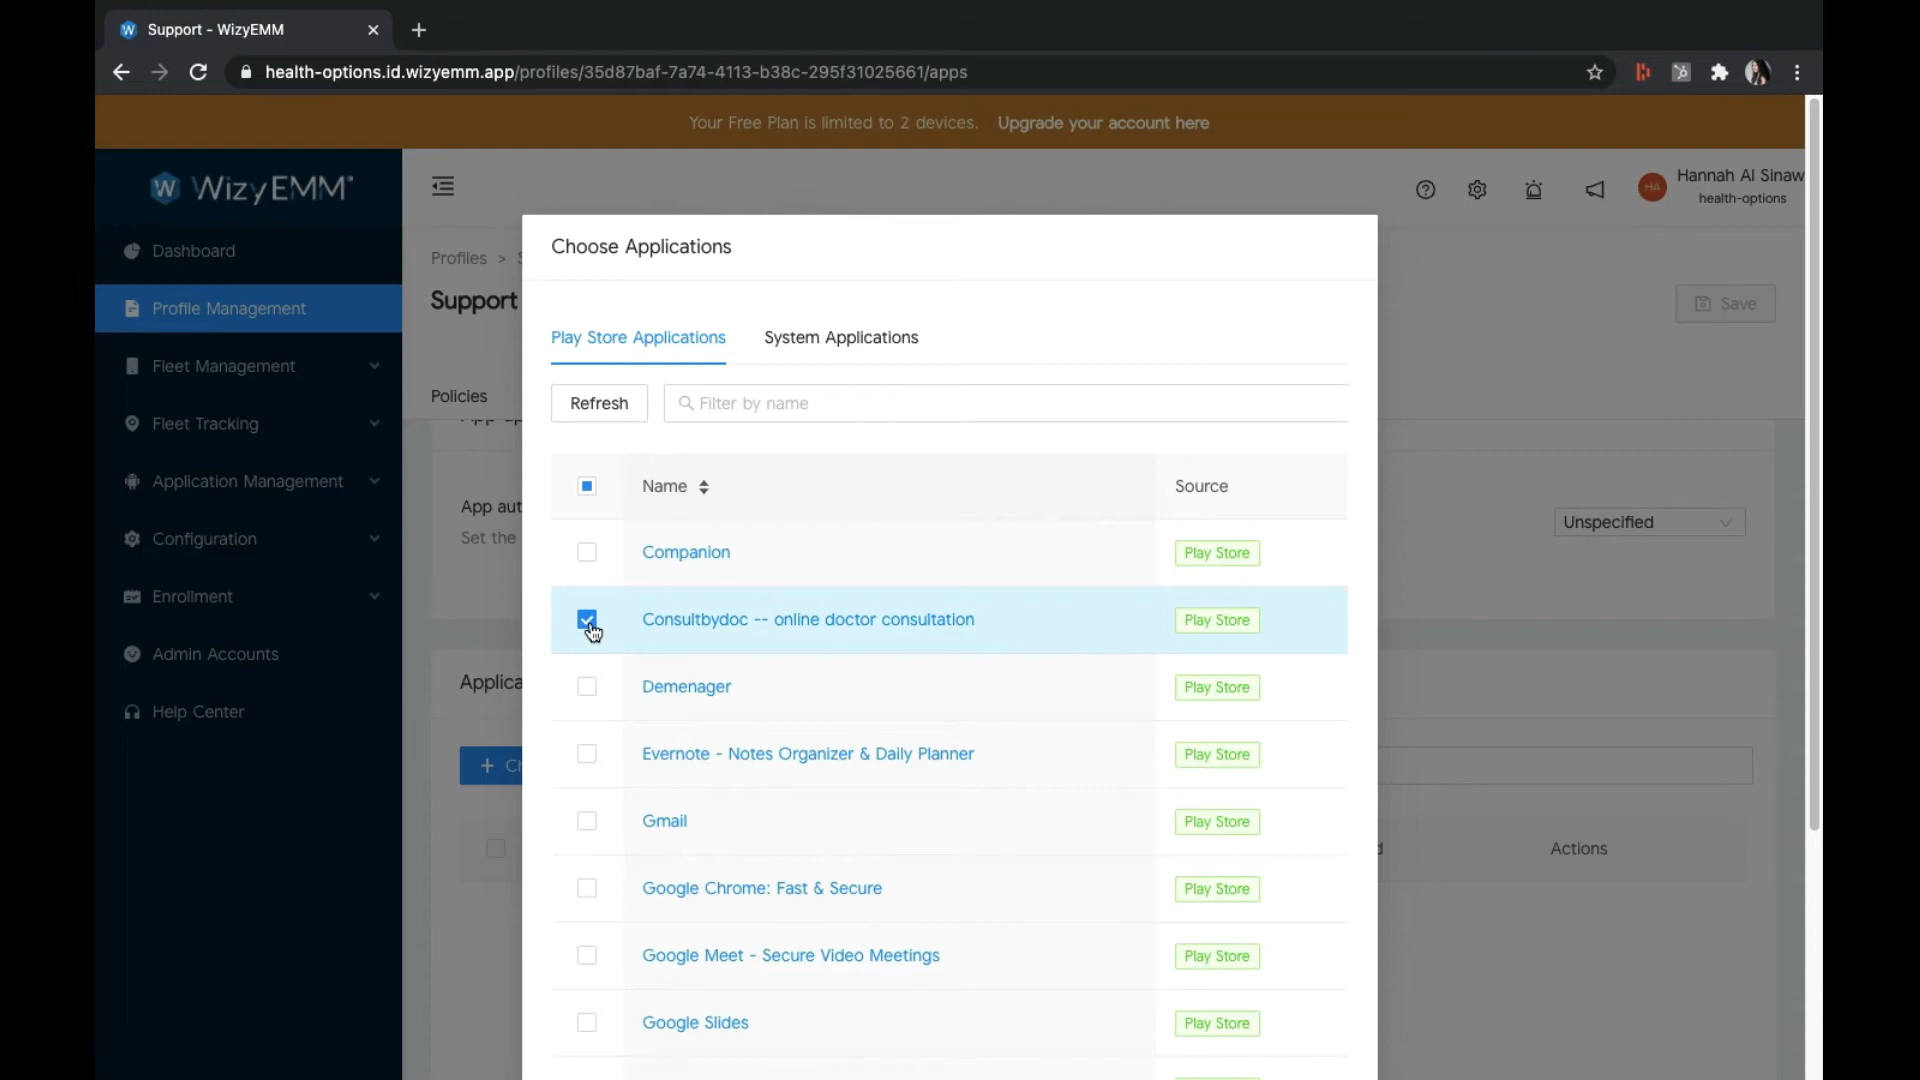 Support - WizyEMM
health-options.id.wizyemm.app/profiles/35d87baf-7a74-4113-b38c-295f31025661/apps
Your Free Plan is limited to 2 devices. Upgrade your account here
W WizyEMM
Dashboard
Profile Management
Fleet Management
Fleet Tracking
Application Management
Configuration
Enrollment
Admin Accounts
Help Center
HA
Hannah Al Sinaw
health-options
Profiles >
Support
Save
Policies
App aut
Set the
Unspecified
Applica
+ Ch
Actions
Choose Applications
Play Store Applications
System Applications
Refresh
Filter by name
Name Source
Companion Play Store
Consultbydoc -- online doctor consultation Play Store
Demenager Play Store
Evernote - Notes Organizer & Daily Planner Play Store
Gmail Play Store
Google Chrome: Fast & Secure Play Store
Google Meet - Secure Video Meetings Play Store
Google Slides Play Store